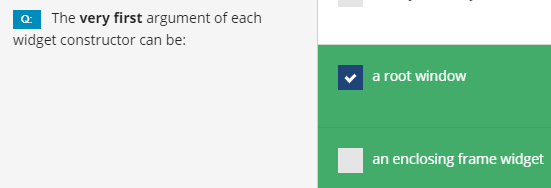 Q: The very first argument of each
widget constructor can be:
a root window
an enclosing frame widget